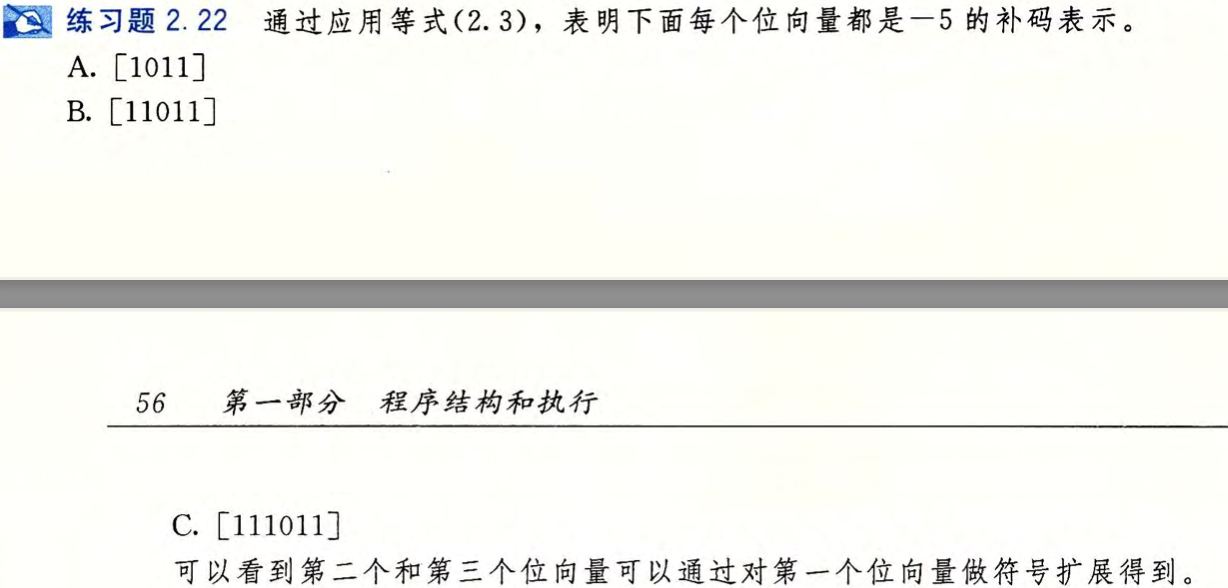 练习题 2.22 通过应用等式(2.3)，表明下面每个位向量都是－5 的补码表示。
A. [1011]
B. [11011]
56 第一部分 程序结构和执行
C. [111011]
可以看到第二个和第三个位向量可以通过对第一个位向量做符号扩展得到。